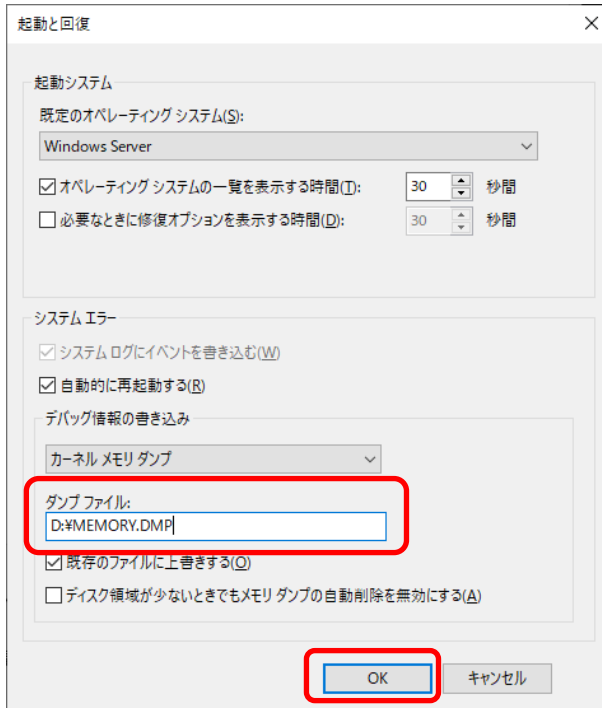 起動と回復
起動システム
既定のオペレーティング システム(S):
Windows Server
オペレーティング システムの一覧を表示する時間(T): 30 秒間
必要なときに修復オプションを表示する時間(D): 30 秒間
システム エラー
システム ログにイベントを書き込む(W)
自動的に再起動する(R)
デバッグ情報の書き込み
カーネル メモリ ダンプ
ダンプ ファイル:
D:¥MEMORY.DMP
既存のファイルに上書きする(O)
ディスク領域が少ないときでもメモリ ダンプの自動削除を無効にする(A)
OK キャンセル